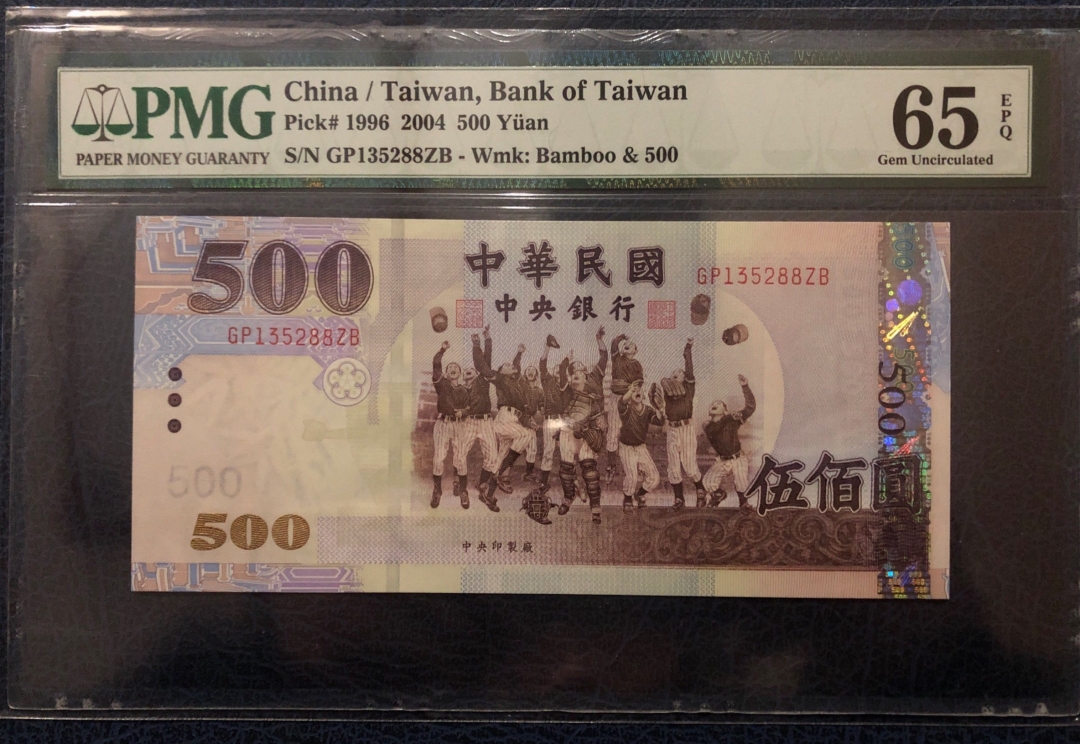 PMG
PAPER MONEY GUARANTY
China / Taiwan, Bank of Taiwan
Pick# 1996 2004 500 Yüan
S/N GP135288ZB - Wmk: Bamboo & 500
65
EPQ
Gem Uncirculated
500
中華民國
GP135288ZB
中央銀行
GP135288ZB
500
500
500
伍佰圓
中央印製廠